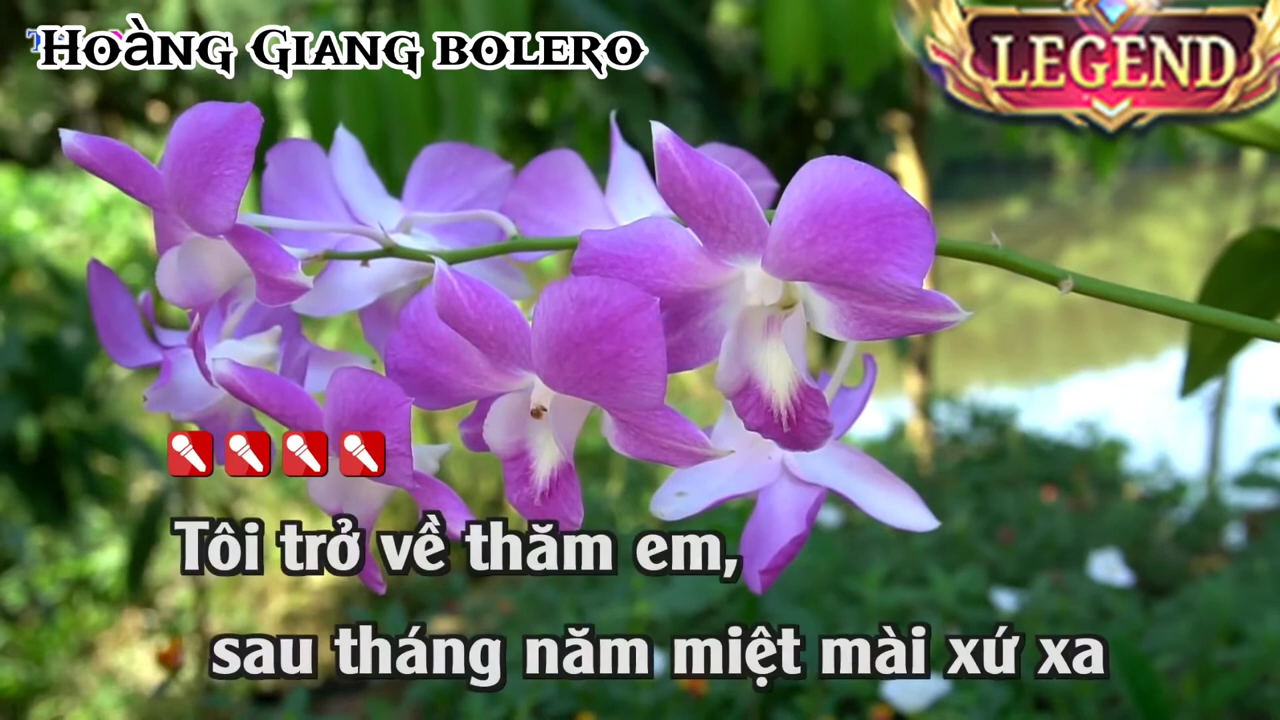 Hoàng Giang bolero
LEGEND
Tôi trở về thăm em,
sau tháng năm miệt mài xứ xa